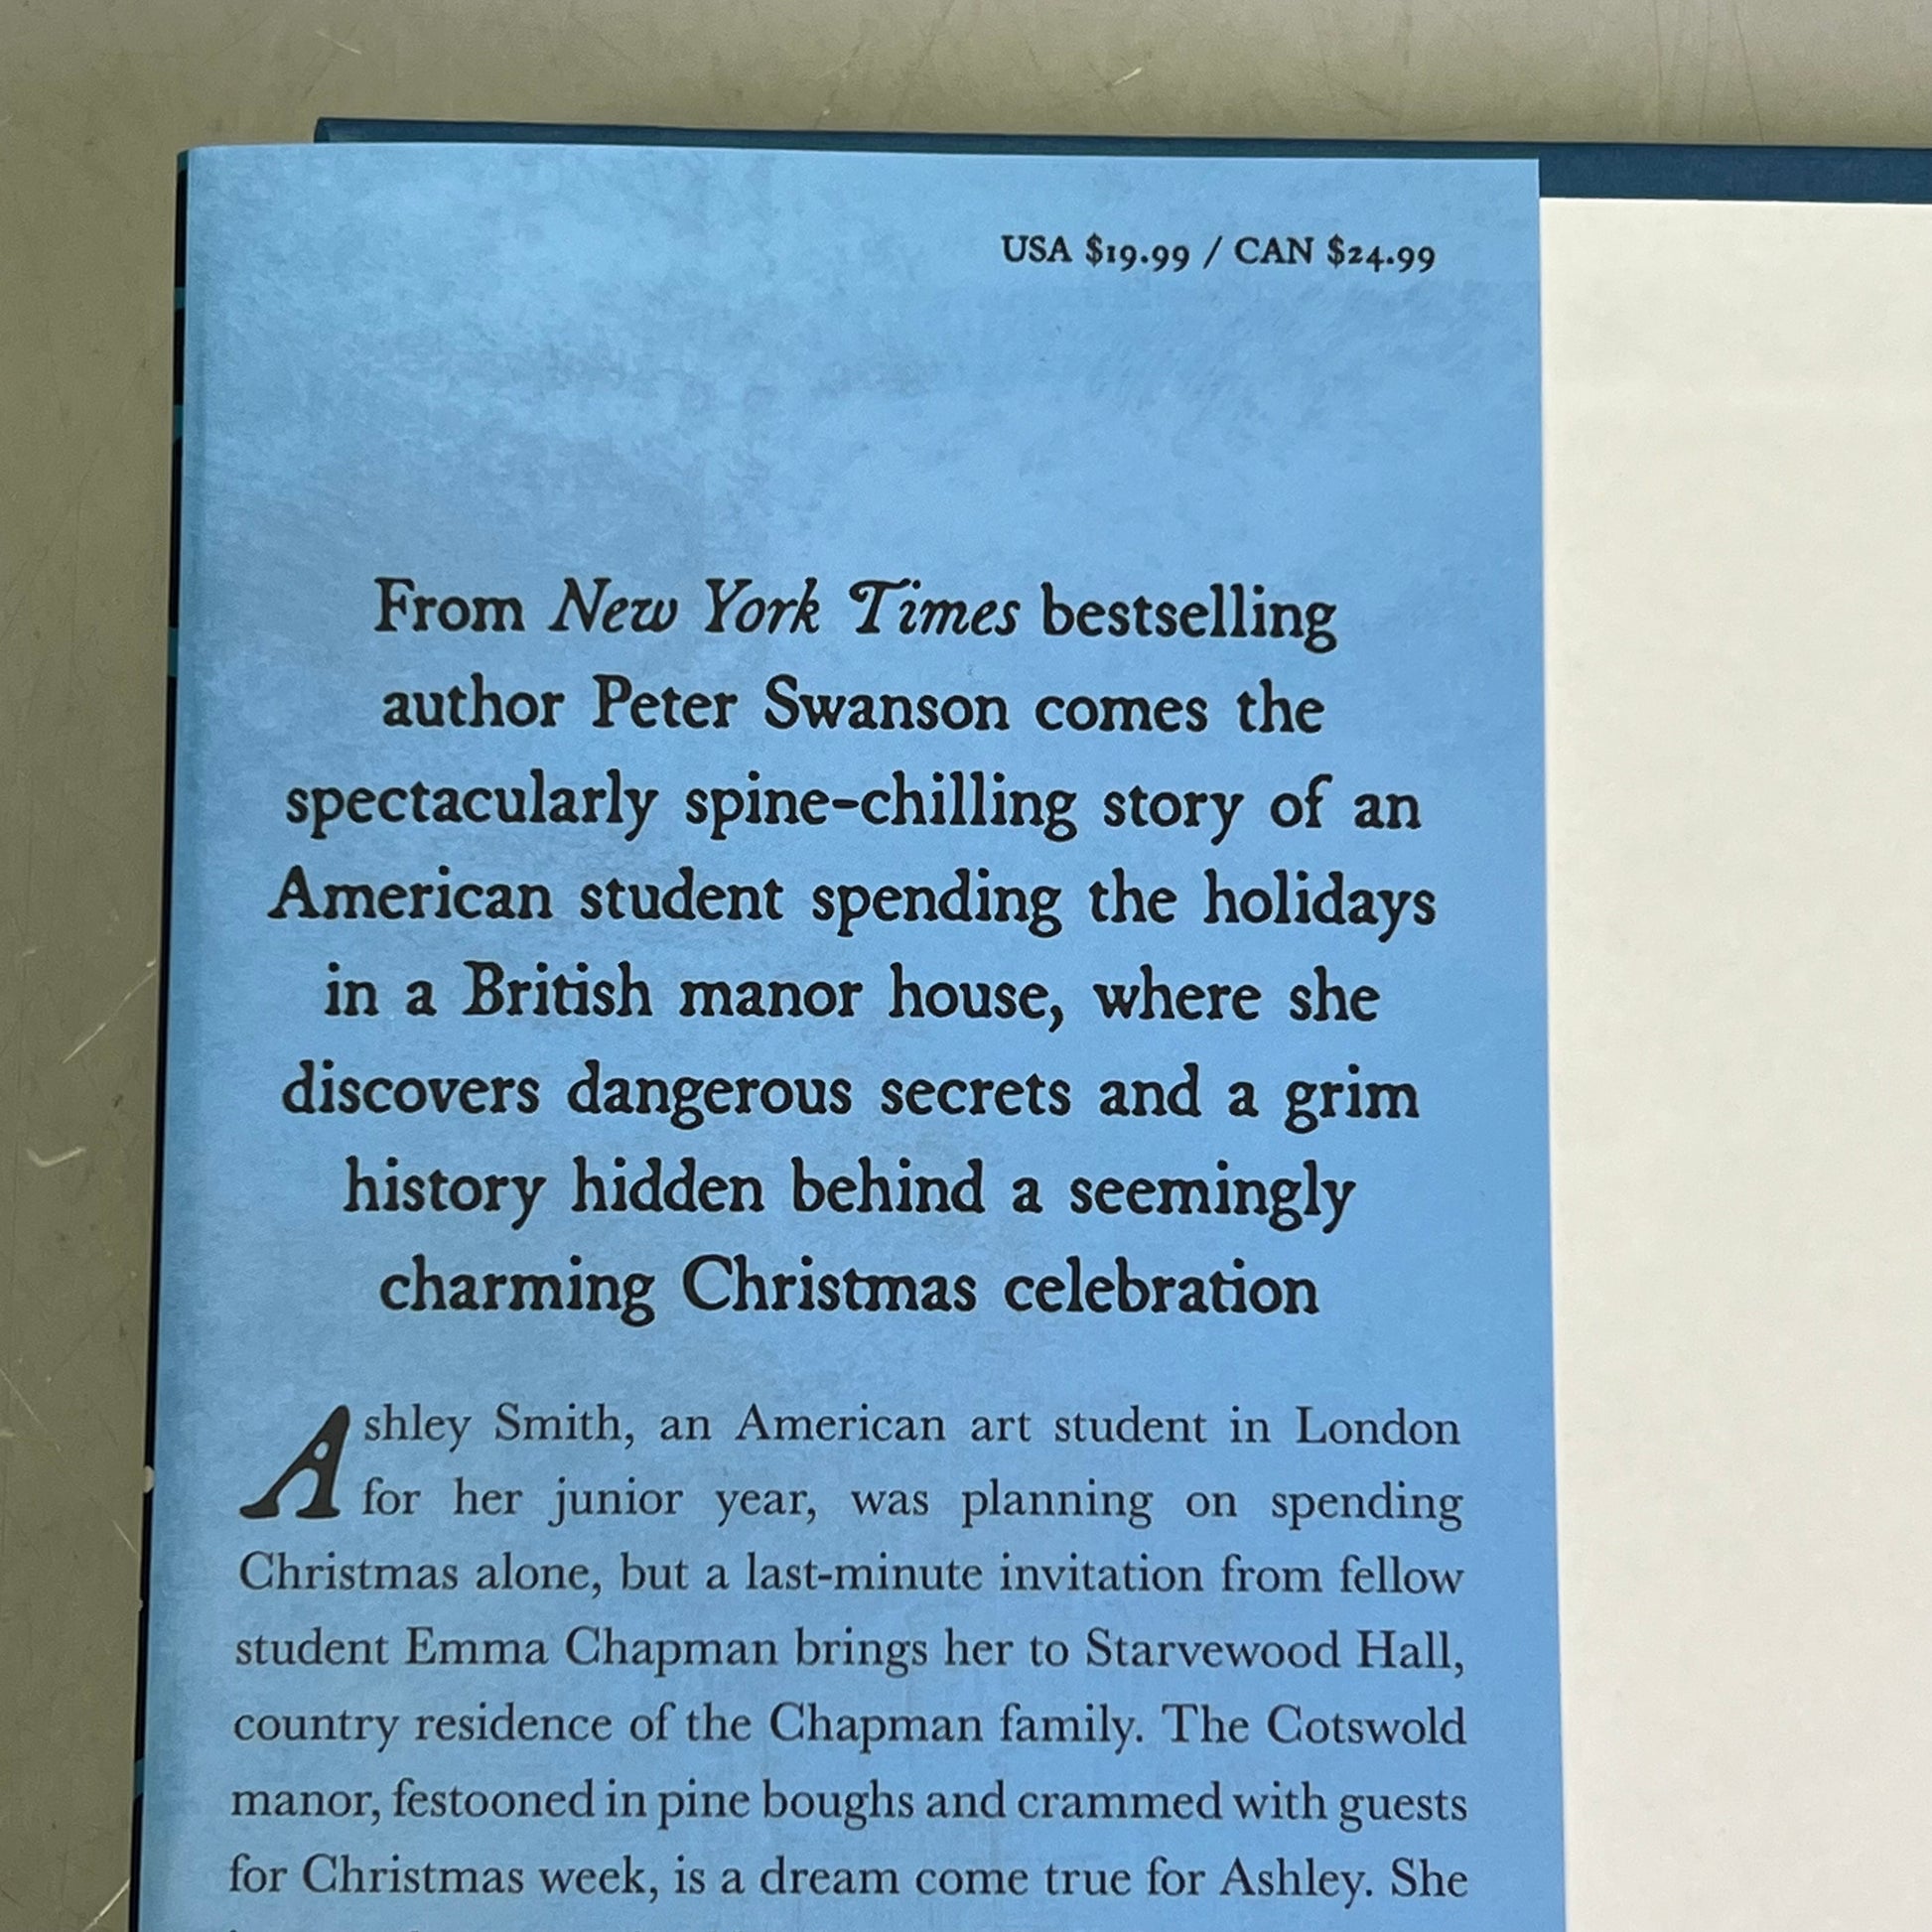 USA $19.99 / CAN $24.99
From New York Times bestselling
author Peter Swanson comes the
spectacularly spine-chilling story of an
American student spending the holidays
in a British manor house, where she
discovers dangerous secrets and a grim
history hidden behind a seemingly
charming Christmas celebration
Ashley Smith, an American art student in London
for her junior year, was planning on spending
Christmas alone, but a last-minute invitation from fellow
student Emma Chapman brings her to Starvewood Hall,
country residence of the Chapman family. The Cotswold
manor, festooned in pine boughs and crammed with guests
for Christmas week, is a dream come true for Ashley. She